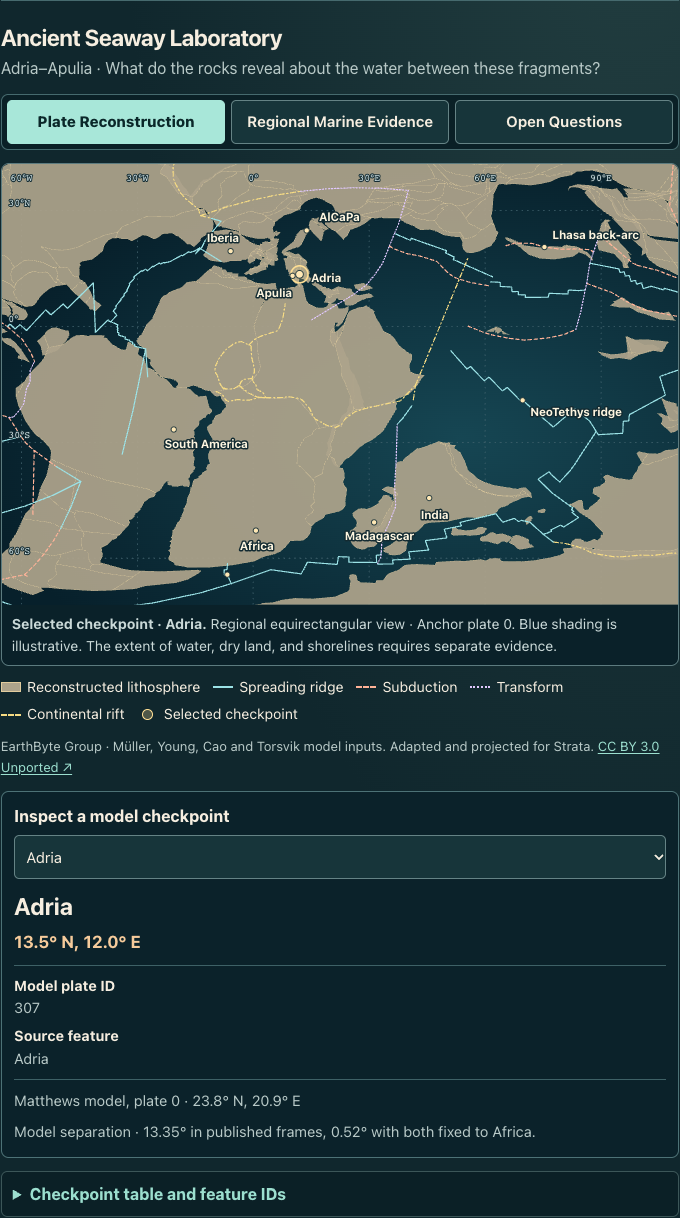 Ancient Seaway Laboratory
Adria–Apulia · What do the rocks reveal about the water between these fragments?
Plate Reconstruction
Regional Marine Evidence
Open Questions
60°W
30°W
0°
30°E
60°E
90°E
30°N
AlCaPa
Iberia
Lhasa back-arc
Adria
Apulia
0°
NeoTethys ridge
30°S
South America
India
Madagascar
Africa
60°S
Selected checkpoint · Adria. Regional equirectangular view · Anchor plate 0. Blue shading is
illustrative. The extent of water, dry land, and shorelines requires separate evidence.
Reconstructed lithosphere
Spreading ridge
Subduction
Transform
Continental rift
Selected checkpoint
EarthByte Group · Müller, Young, Cao and Torsvik model inputs. Adapted and projected for Strata. CC BY 3.0
Unported ↗
Inspect a model checkpoint
Adria
Adria
13.5° N, 12.0° E
Model plate ID
307
Source feature
Adria
Matthews model, plate 0 · 23.8° N, 20.9° E
Model separation · 13.35° in published frames, 0.52° with both fixed to Africa.
Checkpoint table and feature IDs